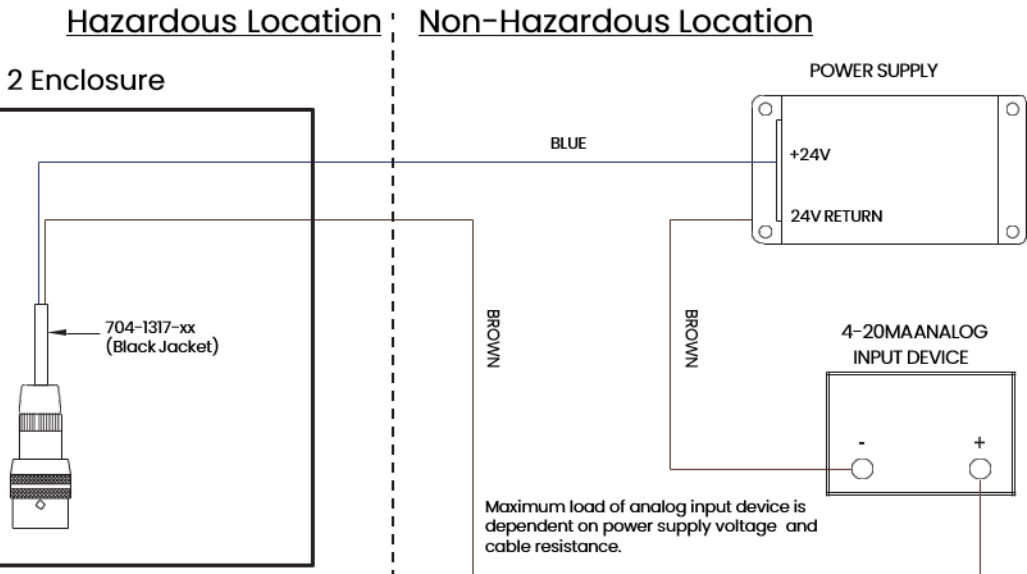 Hazardous Location
Non-Hazardous Location
2 Enclosure
POWER SUPPLY
BLUE
+24V
24V RETURN
704-1317-xx
(Black Jacket)
BROWN
BROWN
4-20MAANALOG
INPUT DEVICE
- +
Maximum load of analog input device is
dependent on power supply voltage and
cable resistance.